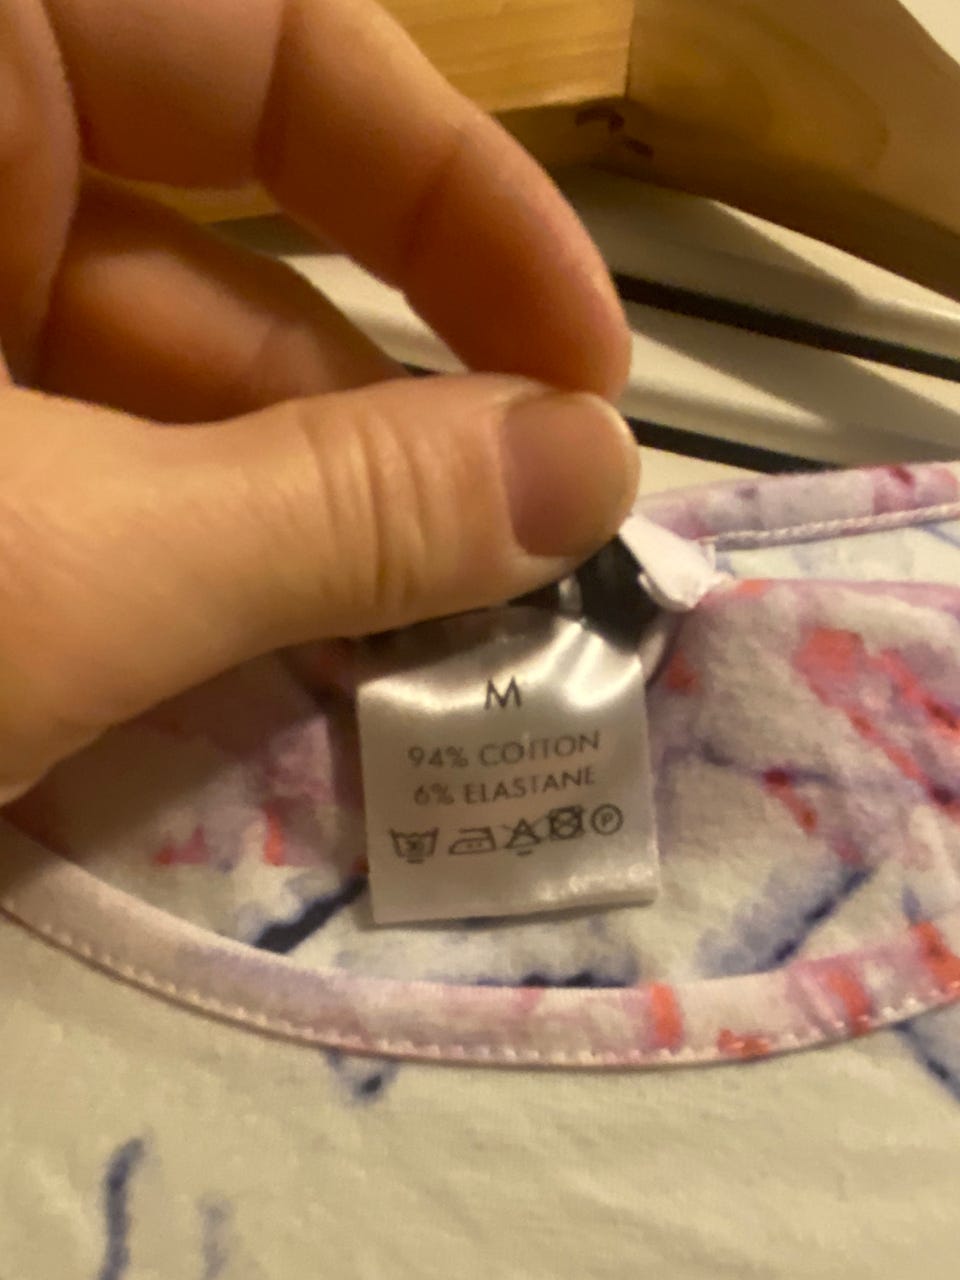 M
94% COTTON
6% ELASTANE
P